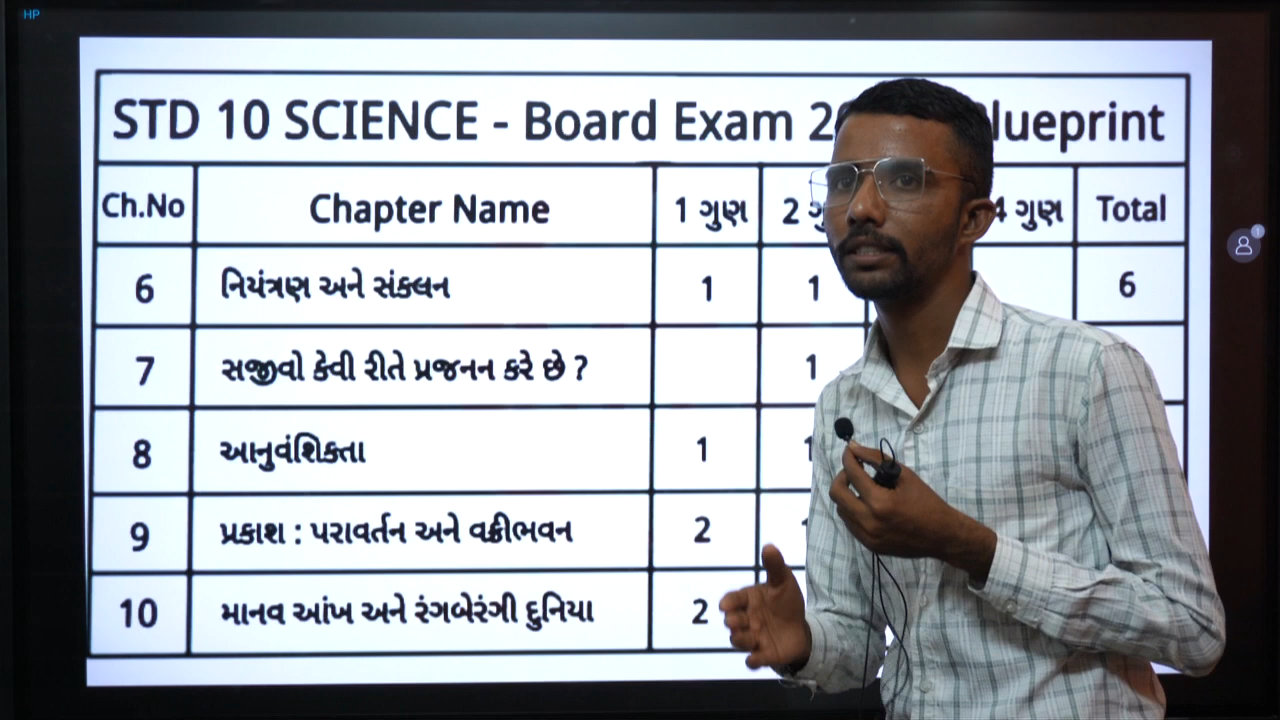 HP
STD 10 SCIENCE - Board Exam
Ch.No Chapter Name 1 ગુણ 2 4 ગુણ Total
6 નિયંત્રણ અને સંકલન 1 1 6
7 સજીવો કેવી રીતે પ્રજનન કરે છે ? 1
8 આનુવંશિકતા 1
9 પ્રકાશ : પરાવર્તન અને વક્રીભવન 2
10 માનવ આંખ અને રંગબેરંગી દુનિયા 2
1